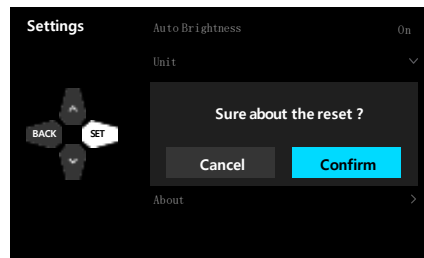 Settings
Auto Brightness On
Unit
Sure about the reset ?
BACK SET
Cancel Confirm
About